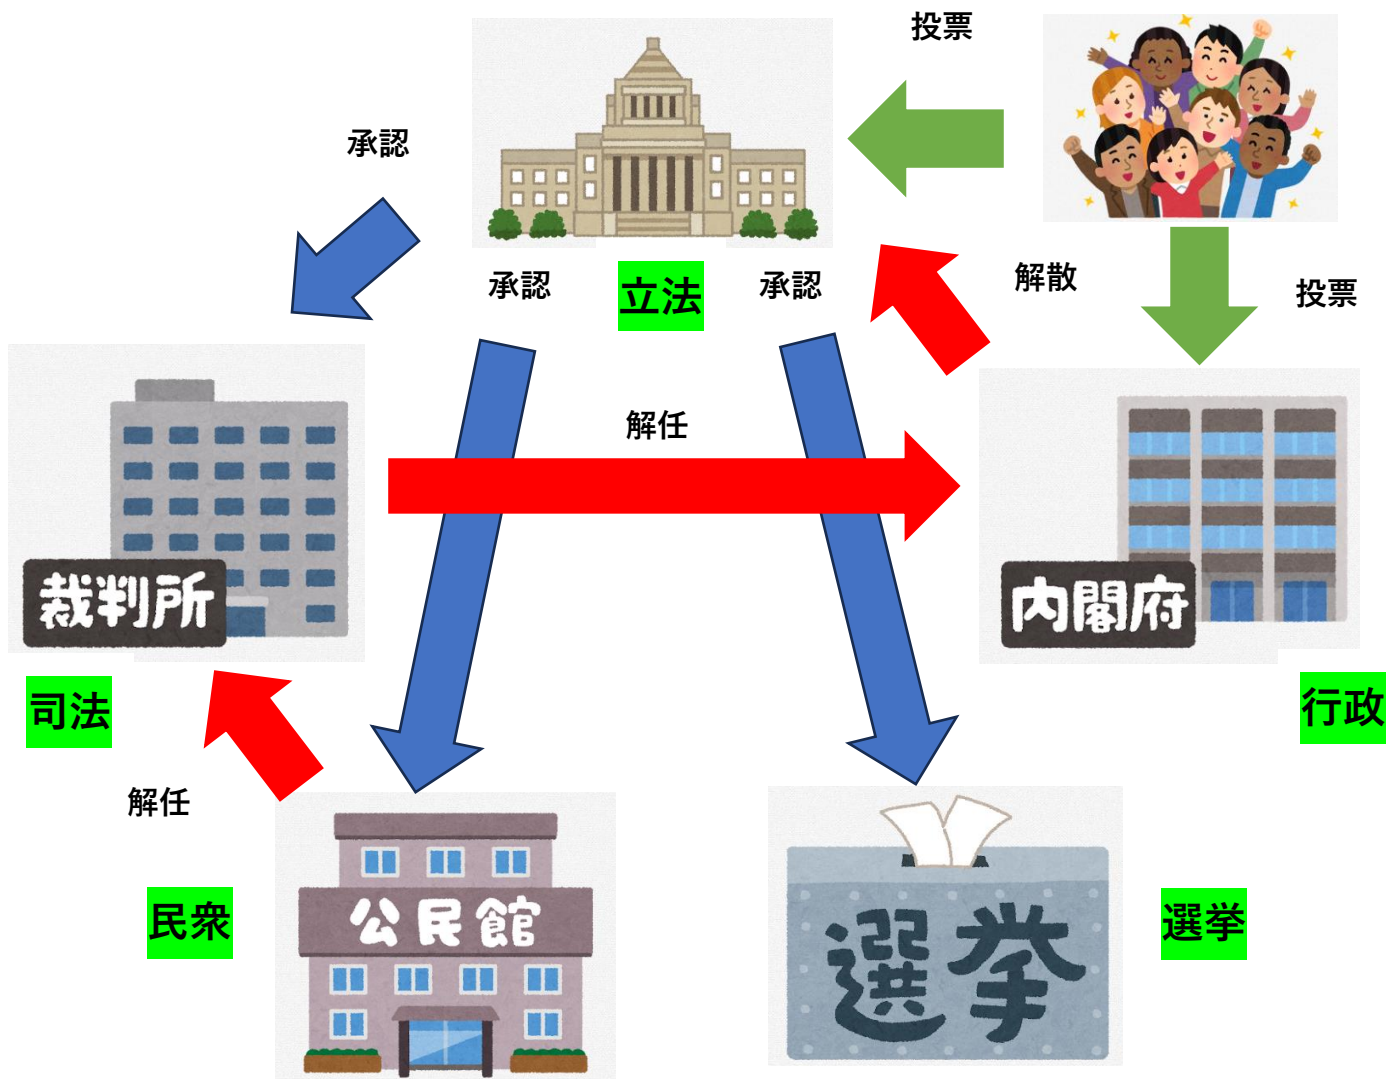 投票
承認
承認
立法
承認
解散
投票
解任
裁判所
内閣府
司法
行政
解任
公民館
民衆
選挙
選挙